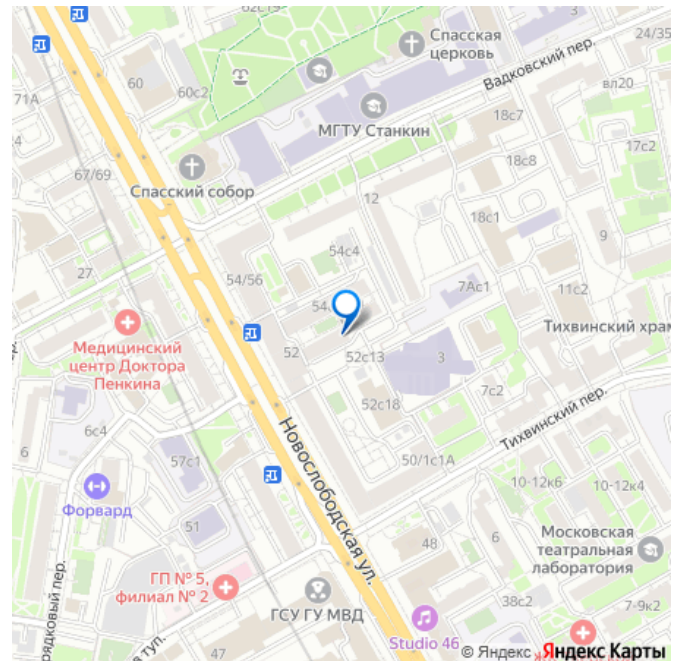 62с19
Спасская
церковь
24/35
Вадковский пер.
60
60с2
71А
вл20
МГТУ Станкин
18с7
17с2
18с8
67/69
Спасский собор
12
18с1
9
54с4
27
54/56
7Ас1
11с2
Тихвинский храм
Медицинский
центр Доктора
Пенкина
52
52с13
3
7с2
52с18
Тихвинский пер.
6с4
6
57с1
Новослободская ул.
50/1с1А
10-12к6
10-12к4
Форвард
51
48
Московская
театральная
лаборатория
ГП № 5,
филиал № 2
ГСУ ГУ МВД
38с2
7-9к2
Studio 46
47
© Яндекс Яндекс Карты